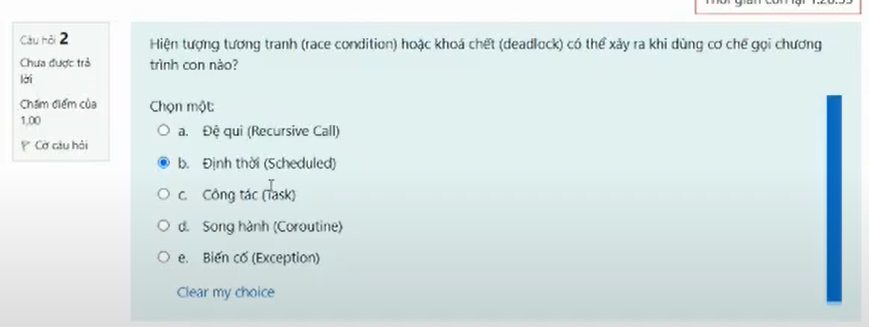 Câu hỏi 2
Chưa được trả
lời
Chấm điểm của
1,00
Cờ câu hỏi
Hiện tượng tương tranh (race condition) hoặc khoá chết (deadlock) có thể xảy ra khi dùng cơ chế gọi chương
trình con nào?
Chọn một:
a. Đệ qui (Recursive Call)
b. Định thời (Scheduled)
c. Công tác (Task)
d. Song hành (Coroutine)
e. Biến cố (Exception)
Clear my choice